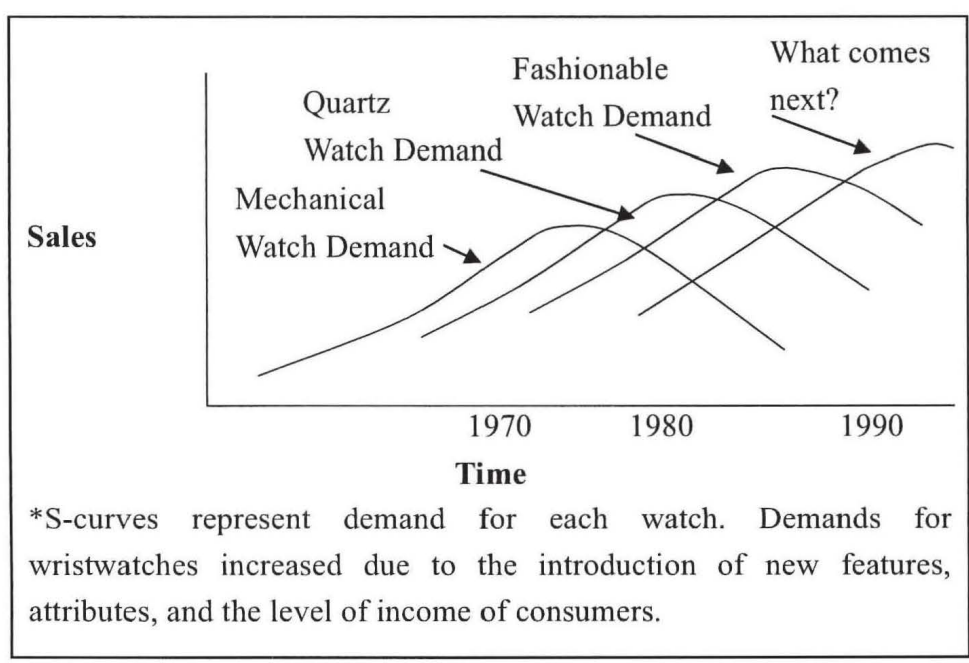 What comes
next?
Fashionable
Watch Demand
Quartz
Watch Demand
Mechanical
Watch Demand
Sales
1970 1980 1990
Time
*S-curves represent demand for each watch. Demands for
wristwatches increased due to the introduction of new features,
attributes, and the level of income of consumers.